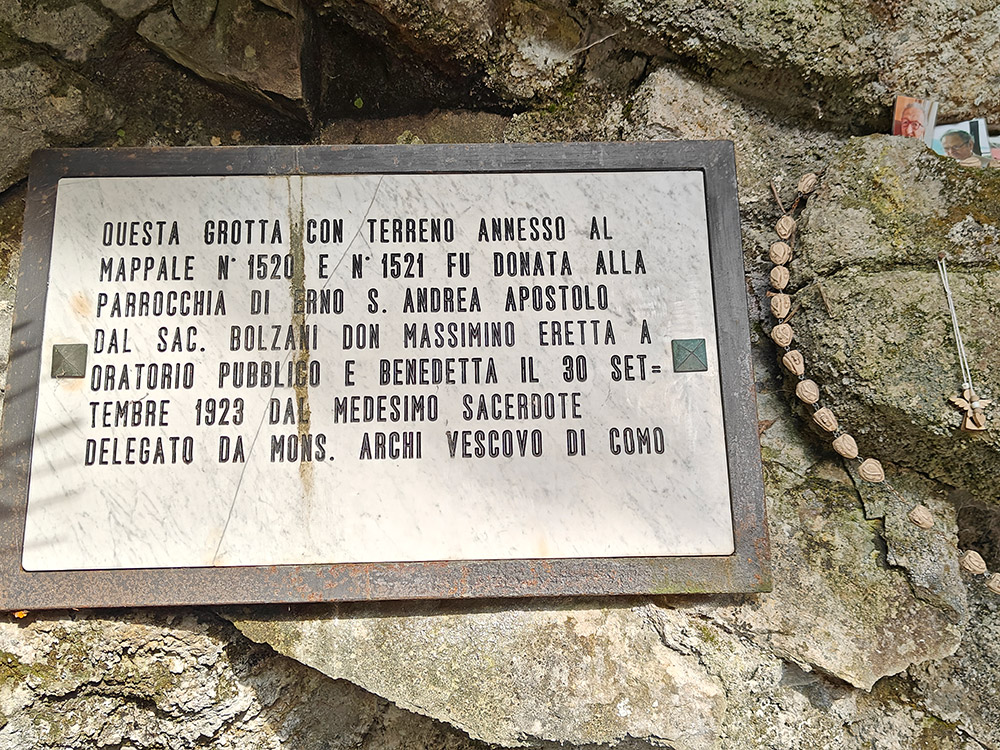 QUESTA GROTTA CON TERRENO ANNESSO AL
MAPPALE N° 1520 E N° 1521 FU DONATA ALLA
PARROCCHIA DI ERNO S. ANDREA APOSTOLO
DAL SAC. BOLZANI DON MASSIMINO ERETTA A
ORATORIO PUBBLICO E BENEDETTA IL 30 SET=
TEMBRE 1923 DAL MEDESIMO SACERDOTE
DELEGATO DA MONS. ARCHI VESCOVO DI COMO